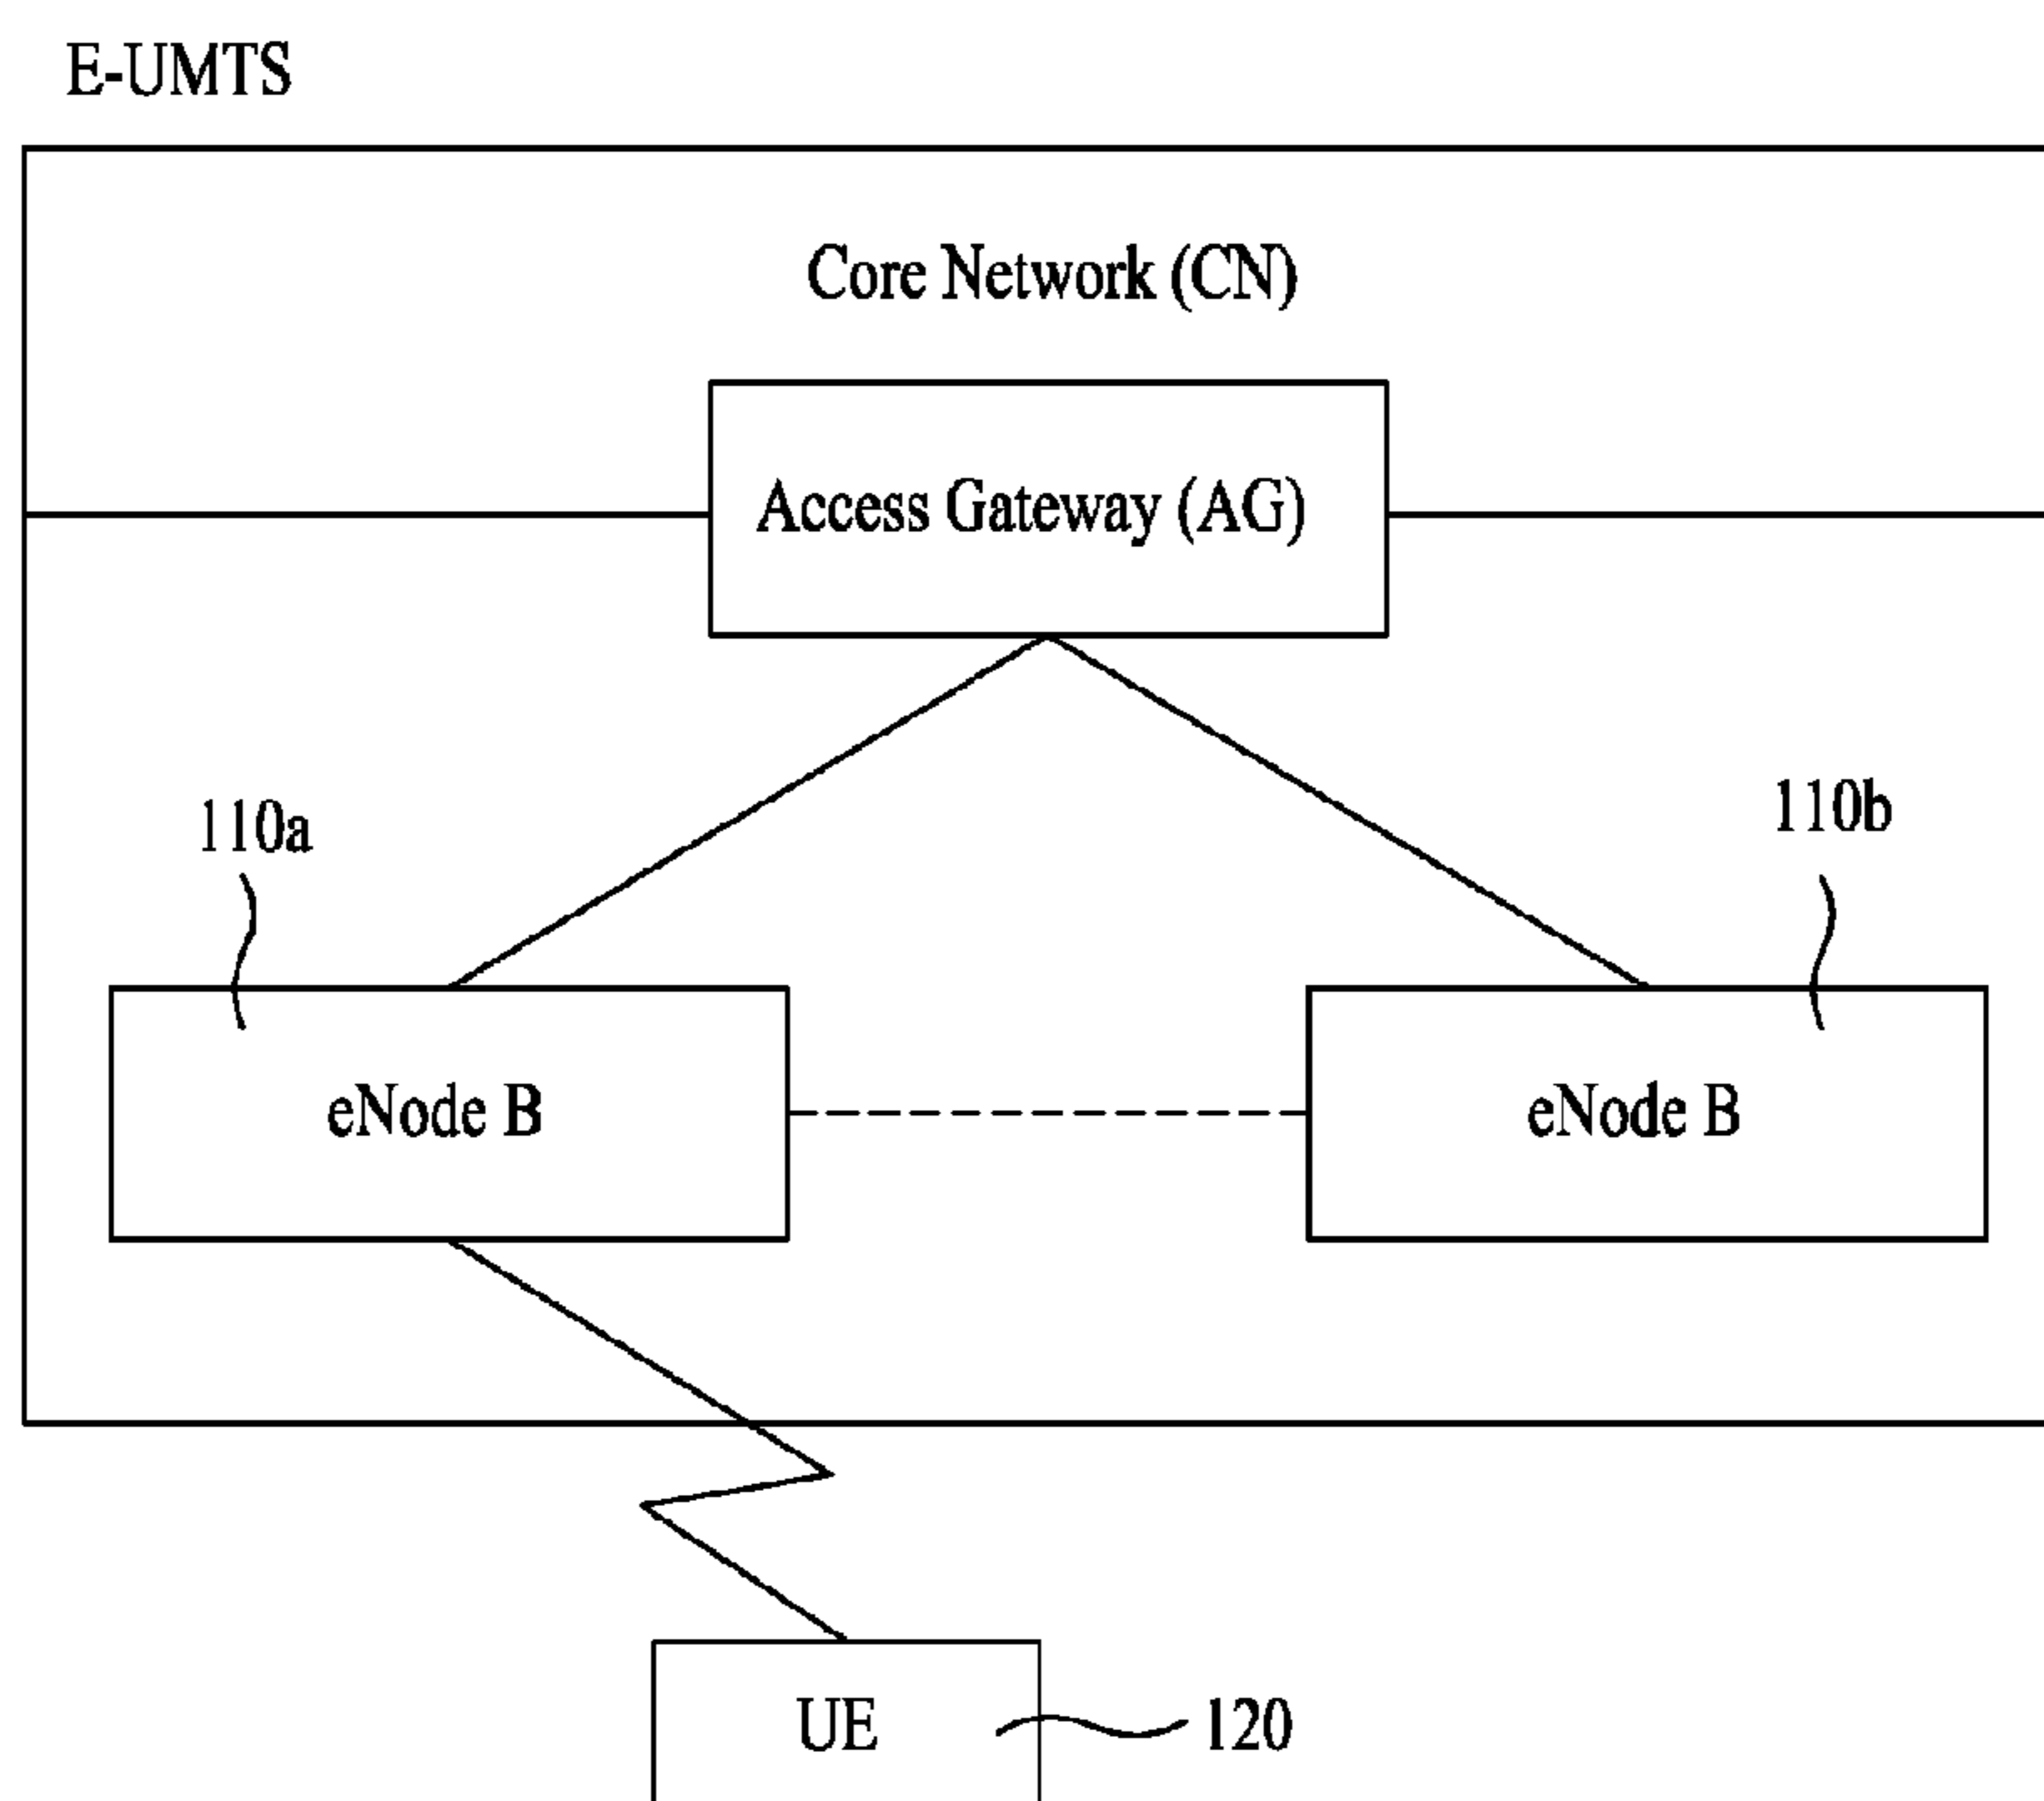 E-UMTS
Core Network (CN)
Access Gateway (AG)
110a
110b
eNode B
eNode B
UE
120